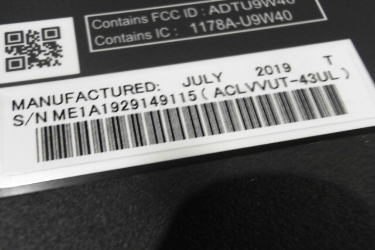 Contains FCC ID : ADTU9W40
Contains IC : 1178A-U9W40
MANUFACTURED: JULY 2019 T
S/N ME1A1929149115 ( ACLVVUT-43UL )